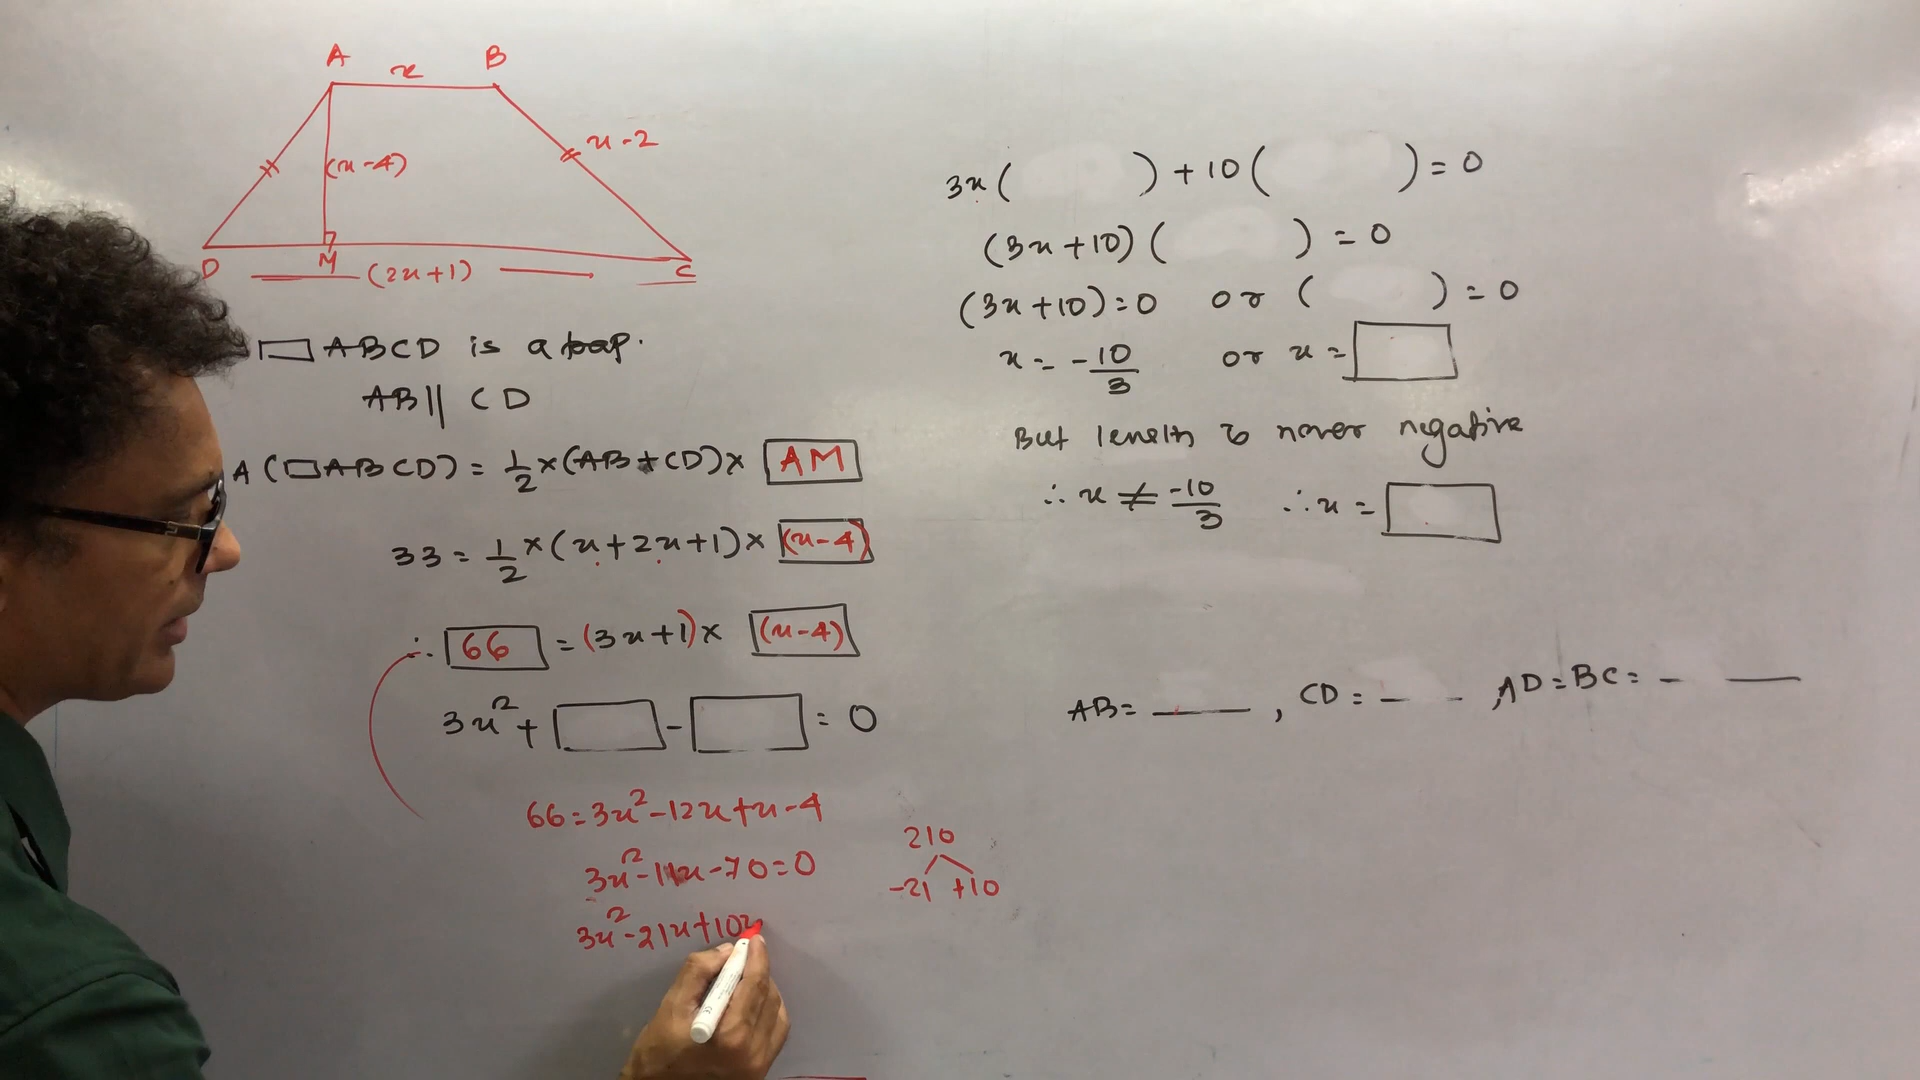 A B
x
(x-4)
x-2
D M (2x+1) C
□ ABCD is a trap.
AB || CD
A(□ABCD) = 1/2 × (AB + CD) × AM
33 = 1/2 × (x + 2x + 1) × (x-4)
∴ 66 = (3x+1) × (x-4)
3x² + □ - □ = 0
66 = 3x² - 12x + x - 4
3x² - 11x - 70 = 0
3x² - 21x + 10x
210
-21 +10
3x( ) + 10( ) = 0
(3x+10)( ) = 0
(3x+10) = 0 or ( ) = 0
x = -10/3 or x = □
But length is never negative
∴ x ≠ -10/3 ∴ x = □
AB = ___, CD = _ _, AD = BC = _ __